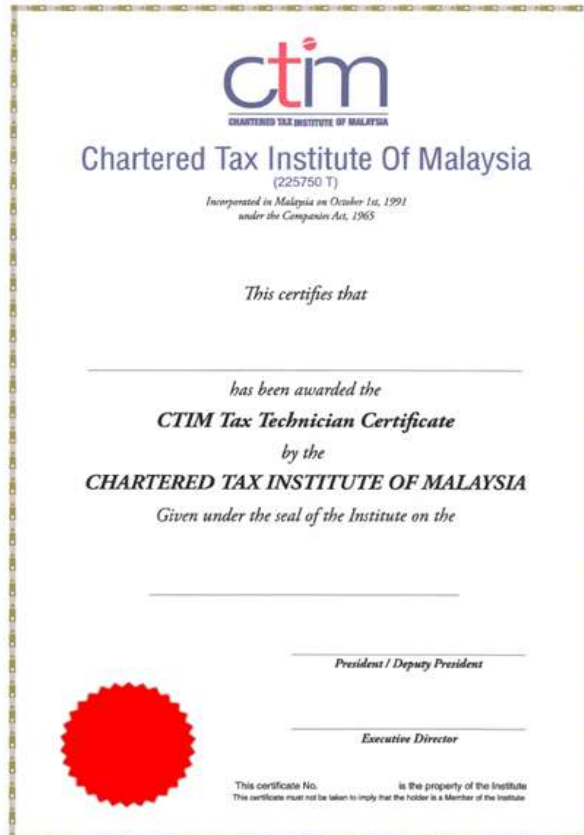 ctim
CHARTERED TAX INSTITUTE OF MALAYSIA
Chartered Tax Institute Of Malaysia
(225750 T)
Incorporated in Malaysia on October 1st, 1991
under the Companies Act, 1965
This certifies that
has been awarded the
CTIM Tax Technician Certificate
by the
CHARTERED TAX INSTITUTE OF MALAYSIA
Given under the seal of the Institute on the
President / Deputy President
Executive Director
This certificate No. is the property of the Institute
This certificate must not be taken to imply that the holder is a Member of the Institute